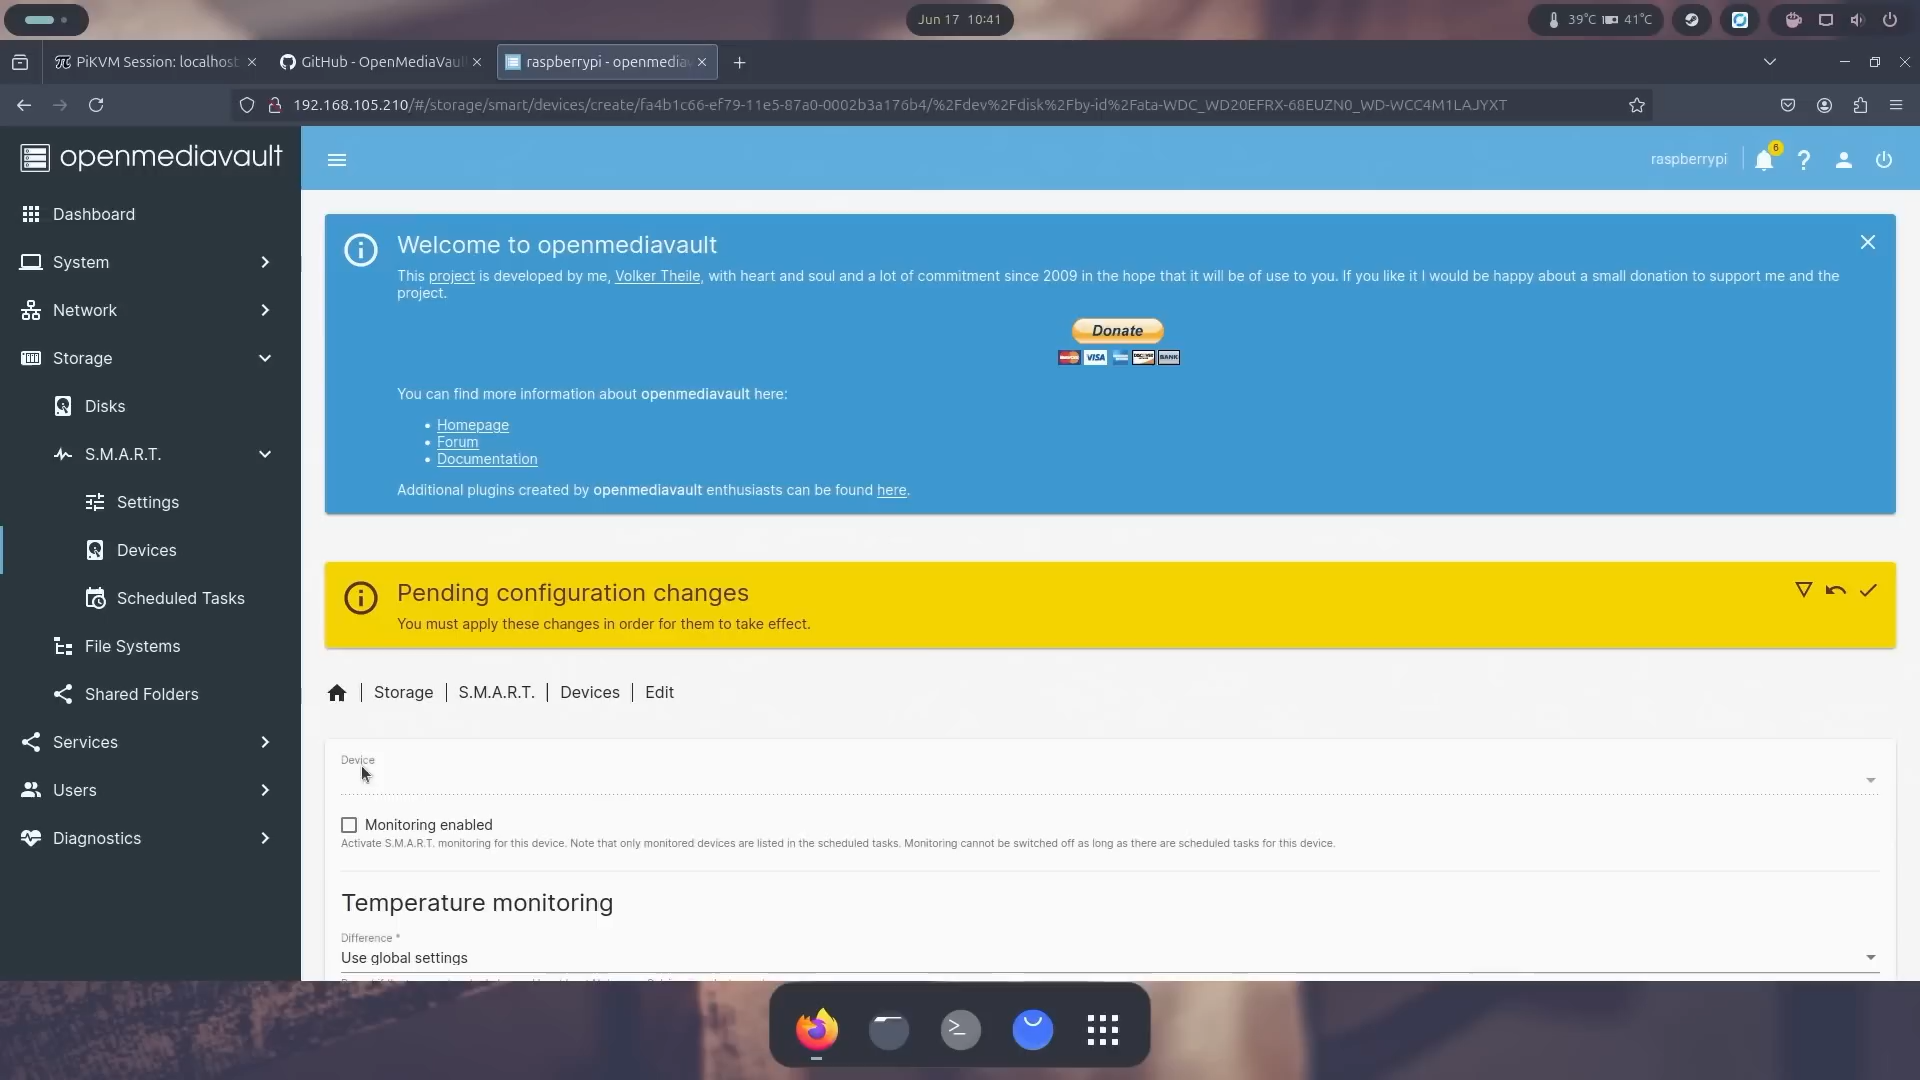 Jun 17 10:41
39°C 41°C
PiKVM Session: localhost
GitHub - OpenMediaVaul
raspberrypi - openmediav
192.168.105.210/#/storage/smart/devices/create/fa4b1c66-ef79-11e5-87a0-0002b3a176b4/%2Fdev%2Fdisk%2Fby-id%2Fata-WDC_WD20EFRX-68EUZN0_WD-WCC4M1LAJYXT
openmediavault
raspberrypi
6
Dashboard
System
Network
Storage
Disks
S.M.A.R.T.
Settings
Devices
Scheduled Tasks
File Systems
Shared Folders
Services
Users
Diagnostics
Welcome to openmediavault
This project is developed by me, Volker Theile, with heart and soul and a lot of commitment since 2009 in the hope that it will be of use to you. If you like it I would be happy about a small donation to support me and the
project.
Donate
VISA
BANK
You can find more information about openmediavault here:
• Homepage
• Forum
• Documentation
Additional plugins created by openmediavault enthusiasts can be found here.
Pending configuration changes
You must apply these changes in order for them to take effect.
Storage | S.M.A.R.T. | Devices | Edit
Device
Monitoring enabled
Activate S.M.A.R.T. monitoring for this device. Note that only monitored devices are listed in the scheduled tasks. Monitoring cannot be switched off as long as there are scheduled tasks for this device.
Temperature monitoring
Difference *
Use global settings